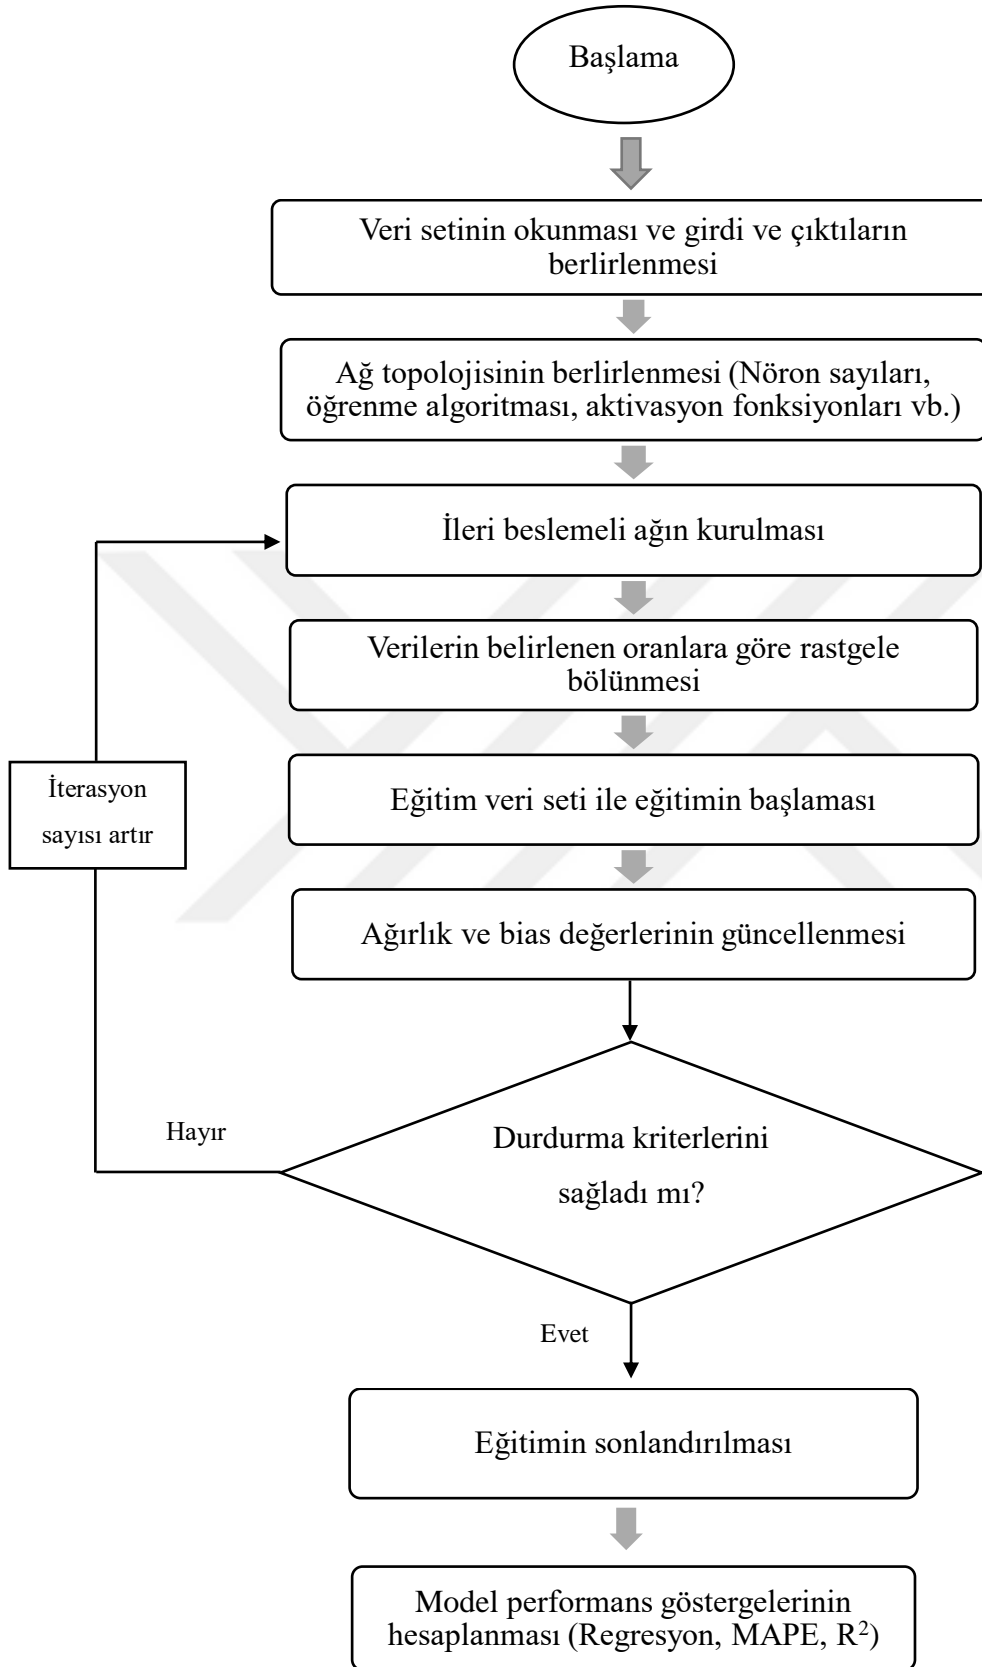 Başlama
Veri setinin okunması ve girdi ve çıktıların
berlirlenmesi
Ağ topolojisinin berlirlenmesi (Nöron sayıları,
öğrenme algoritması, aktivasyon fonksiyonları vb.)
İleri beslemeli ağın kurulması
Verilerin belirlenen oranlara göre rastgele
bölünmesi
İterasyon
sayısı artır
Eğitim veri seti ile eğitimin başlaması
Ağırlık ve bias değerlerinin güncellenmesi
Hayır
Durdurma kriterlerini
sağladı mı?
Evet
Eğitimin sonlandırılması
Model performans göstergelerinin
hesaplanması (Regresyon, MAPE, R²)